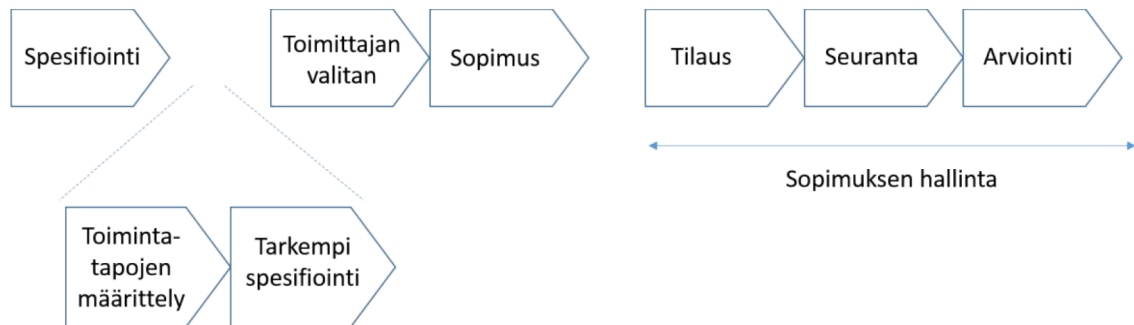 Spesifiointi
Toimittajan
valitan
Sopimus
Tilaus
Seuranta
Arviointi
Sopimuksen hallinta
Toiminta-
tapojen
määrittely
Tarkempi
spesifiointi